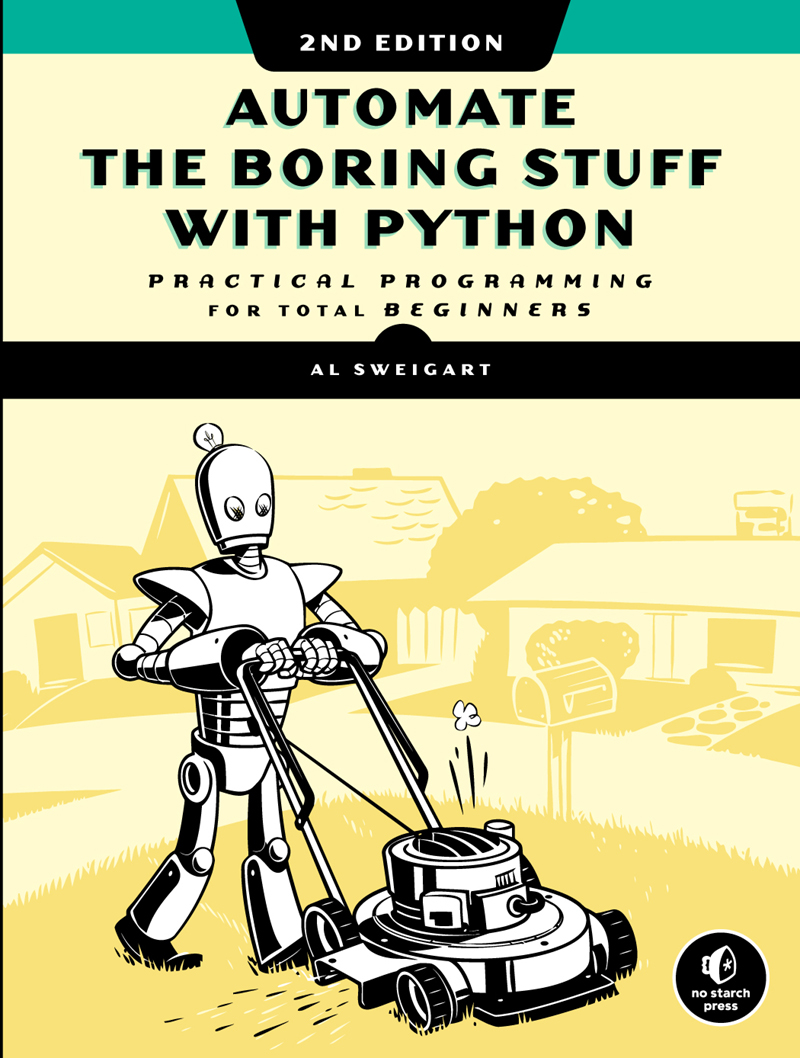 2ND EDITION
AUTOMATE
THE BORING STUFF
WITH PYTHON
PRACTICAL PROGRAMMING
FOR TOTAL BEGINNERS
AL SWEIGART
no starch
press